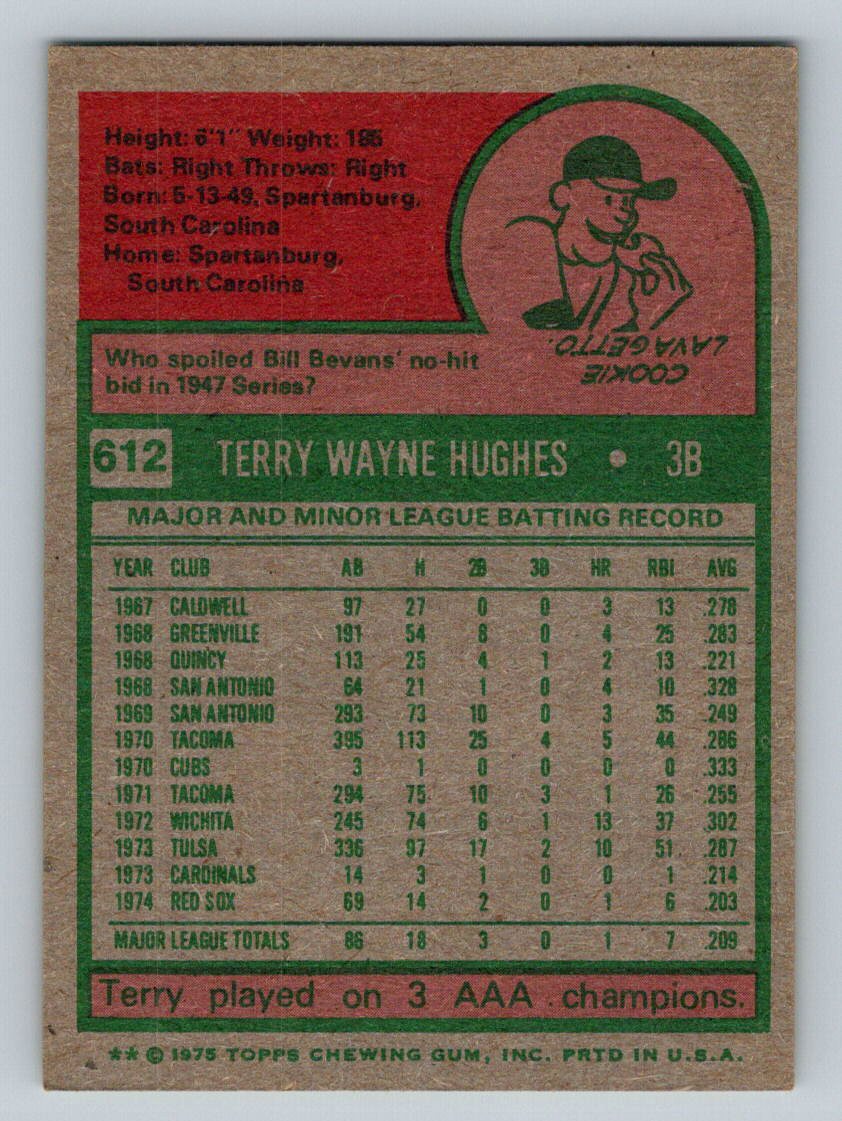 Height: 6'1" Weight: 185
Bats: Right Throws: Right
Born: 5-13-49, Spartanburg,
South Carolina
Home: Spartanburg,
South Carolina
COOKIE
LAVAGETTO.
Who spoiled Bill Bevans' no-hit
bid in 1947 Series?
612 TERRY WAYNE HUGHES • 3B
MAJOR AND MINOR LEAGUE BATTING RECORD
YEAR CLUB AB H 2B 3B HR RBI AVG
1967 CALDWELL 97 27 0 0 3 13 .278
1968 GREENVILLE 191 54 8 0 4 25 .283
1968 QUINCY 113 25 4 1 2 13 .221
1968 SAN ANTONIO 64 21 1 0 4 10 .328
1969 SAN ANTONIO 293 73 10 0 3 35 .249
1970 TACOMA 395 113 25 4 5 44 .286
1970 CUBS 3 1 0 0 0 0 .333
1971 TACOMA 294 75 10 3 1 26 .255
1972 WICHITA 245 74 6 1 13 37 .302
1973 TULSA 336 97 17 2 10 51 .287
1973 CARDINALS 14 3 1 0 0 1 .214
1974 RED SOX 69 14 2 0 1 6 .203
MAJOR LEAGUE TOTALS 86 18 3 0 1 7 .209
Terry played on 3 AAA champions.
** © 1975 TOPPS CHEWING GUM, INC. PRTD IN U.S.A.